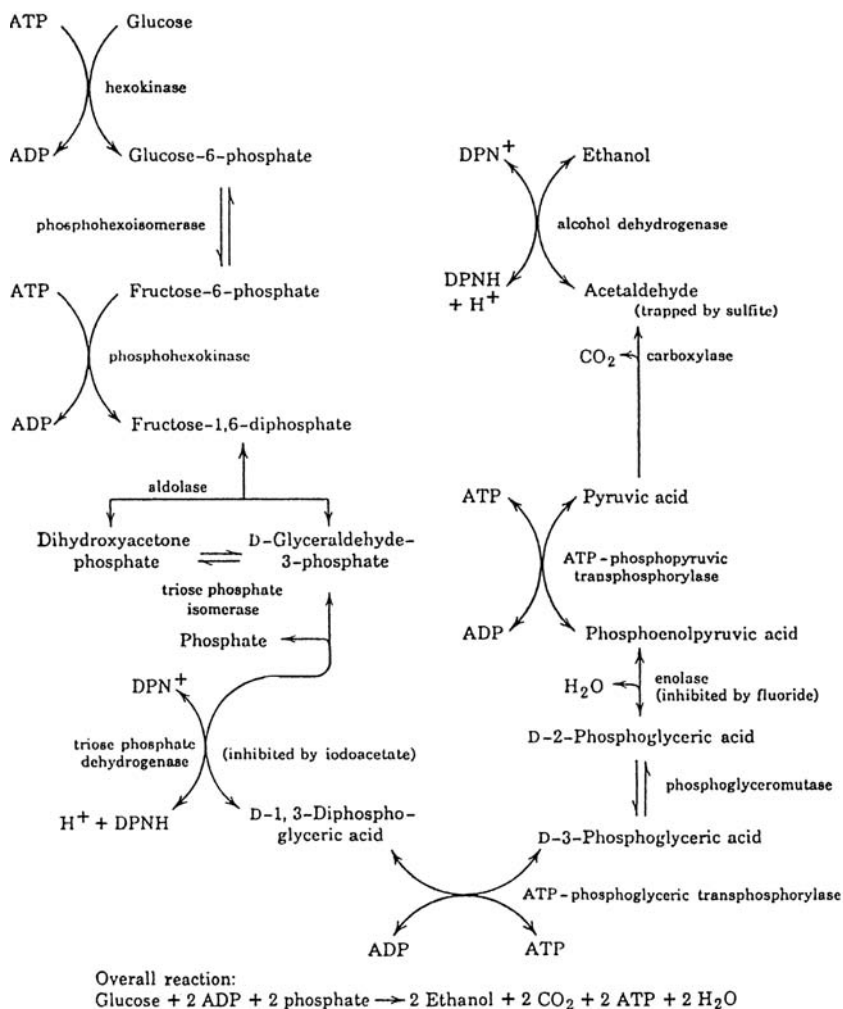 ATP Glucose
hexokinase
ADP Glucose-6-phosphate
phosphohexoisomerase
ATP Fructose-6-phosphate
phosphohexokinase
ADP Fructose-1,6-diphosphate
aldolase
Dihydroxyacetone
phosphate
D-Glyceraldehyde-
3-phosphate
triose phosphate
isomerase
Phosphate
DPN+
triose phosphate
dehydrogenase
(inhibited by iodoacetate)
H+ + DPNH
D-1, 3-Diphospho-
glyceric acid
ADP ATP
ATP-phosphoglyceric transphosphorylase
D-3-Phosphoglyceric acid
phosphoglyceromutase
D-2-Phosphoglyceric acid
H2O
enolase
(inhibited by fluoride)
ADP Phosphoenolpyruvic acid
ATP-phosphopyruvic
transphosphorylase
ATP Pyruvic acid
CO2 carboxylase
DPNH
+ H+
Acetaldehyde
(trapped by sulfite)
alcohol dehydrogenase
DPN+ Ethanol
Overall reaction:
Glucose + 2 ADP + 2 phosphate → 2 Ethanol + 2 CO2 + 2 ATP + 2 H2O